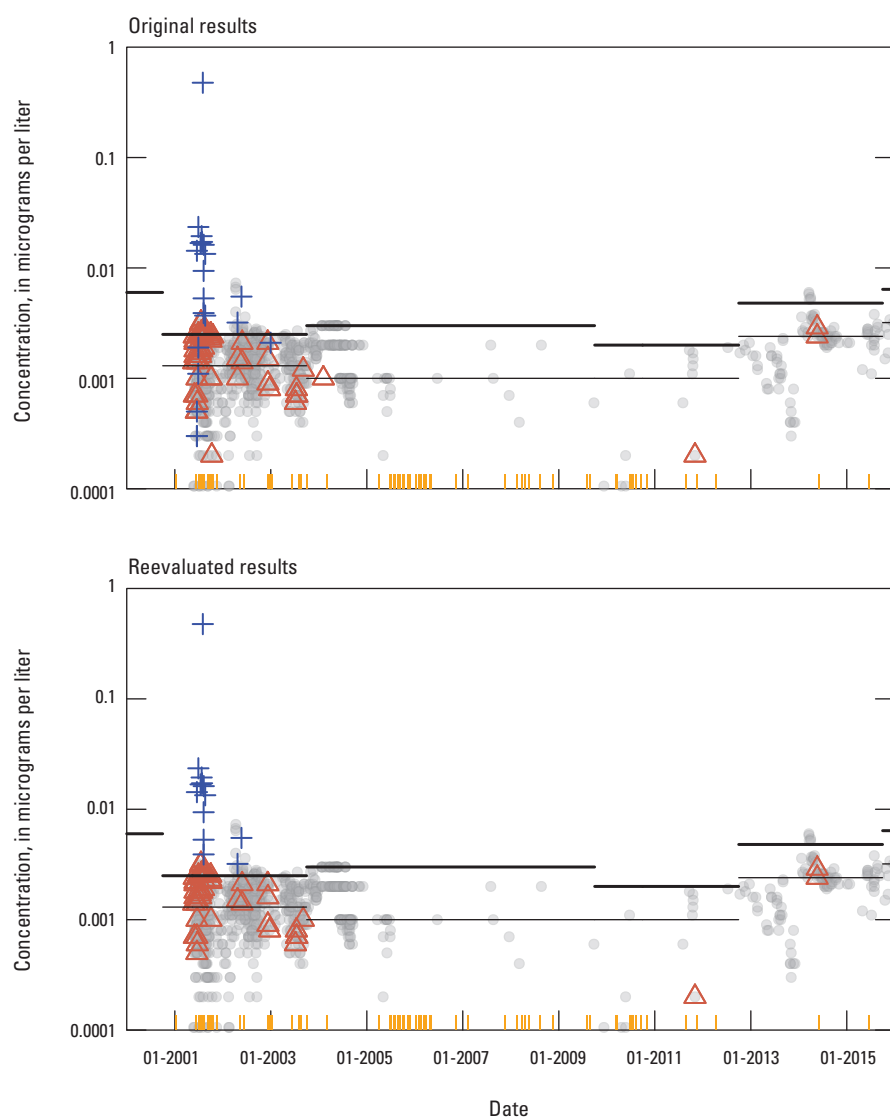 Original results
1
0.1
0.01
0.001
0.0001
Concentration, in micrograms per liter
Reevaluated results
1
0.1
0.01
0.001
0.0001
Concentration, in micrograms per liter
01-2001 01-2003 01-2005 01-2007 01-2009 01-2011 01-2013 01-2015
Date